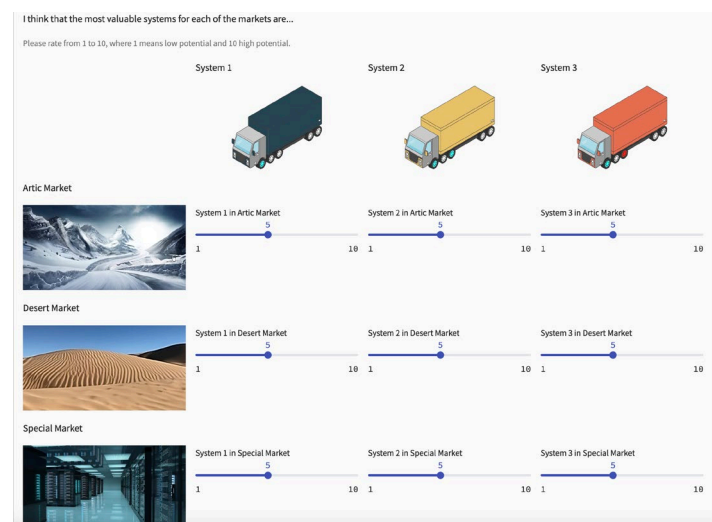 I think that the most valuable systems for each of the markets are...
Please rate from 1 to 10, where 1 means low potential and 10 high potential.
System 1 System 2 System 3
Artic Market
System 1 in Artic Market System 2 in Artic Market System 3 in Artic Market
5 5 5
1 10 1 10 1 10
Desert Market
System 1 in Desert Market System 2 in Desert Market System 3 in Desert Market
5 5 5
1 10 1 10 1 10
Special Market
System 1 in Special Market System 2 in Special Market System 3 in Special Market
5 5 5
1 10 1 10 1 10